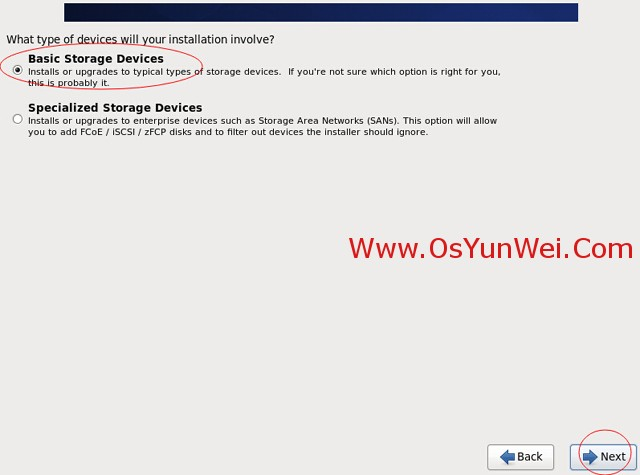 What type of devices will your installation involve?
Basic Storage Devices
Installs or upgrades to typical types of storage devices.  If you're not sure which option is right for you,
this is probably it.
Specialized Storage Devices
Installs or upgrades to enterprise devices such as Storage Area Networks (SANs). This option will allow
you to add FCoE / iSCSI / zFCP disks and to filter out devices the installer should ignore.
Www.OsYunWei.Com
Back Next